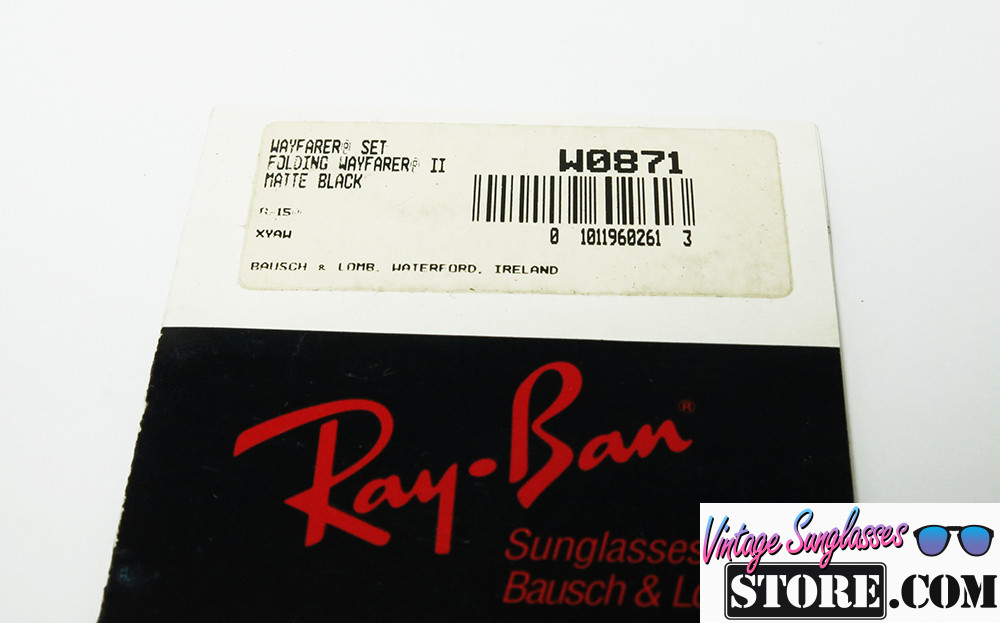 WAYFARER® SET
FOLDING WAYFARER® II
MATTE BLACK
W0871
G-15®
XYAW
0 1011960261 3
BAUSCH & LOMB, WATERFORD, IRELAND
Ray-Ban®
Sunglasses
Bausch & Lo
Vintage Sunglasses
STORE.COM